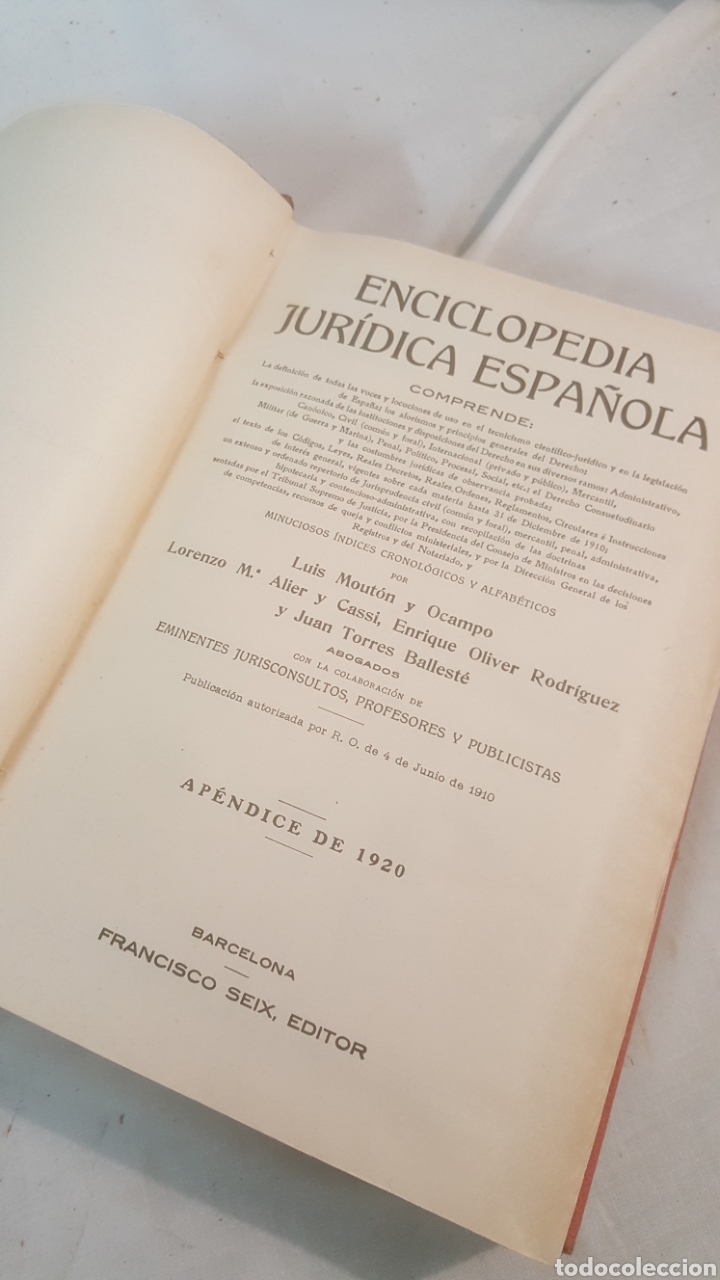 ENCICLOPEDIA
JURÍDICA ESPAÑOLA
COMPRENDE:
La definición de todas las voces y locuciones de uso en el tecnicismo científico-jurídico y en la legislación
de España; los aforismos y principios generales del Derecho;
la exposición razonada de las instituciones y disposiciones del Derecho en sus diversos ramos: Administrativo,
Canónico, Civil (común y foral), Internacional (privado y público), Mercantil,
Militar (de Guerra y Marina), Penal, Político, Procesal, Social, etc.; el Derecho Consuetudinario
y las costumbres jurídicas de observancia probada;
el texto de los Códigos, Leyes, Reales Decretos, Reales Ordenes, Reglamentos, Circulares é Instrucciones
de interés general, vigentes sobre cada materia hasta 31 de Diciembre de 1910;
un extenso y ordenado repertorio de Jurisprudencia civil (común y foral), mercantil, penal, administrativa,
hipotecaria y contencioso-administrativa, con recopilación de las doctrinas
sentadas por el Tribunal Supremo de Justicia, por la Presidencia del Consejo de Ministros en las decisiones
de competencias, recursos de queja y conflictos ministeriales, y por la Dirección General de los
Registros y del Notariado, y
MINUCIOSOS ÍNDICES CRONOLÓGICOS Y ALFABÉTICOS
POR
Luis Moutón y Ocampo
Lorenzo M.ª Alier y Cassi, Enrique Oliver Rodríguez
y Juan Torres Ballesté
ABOGADOS
CON LA COLABORACIÓN DE
EMINENTES JURISCONSULTOS, PROFESORES Y PUBLICISTAS
Publicación autorizada por R. O. de 4 de Junio de 1910
APÉNDICE DE 1920
BARCELONA
FRANCISCO SEIX, EDITOR
todocoleccion